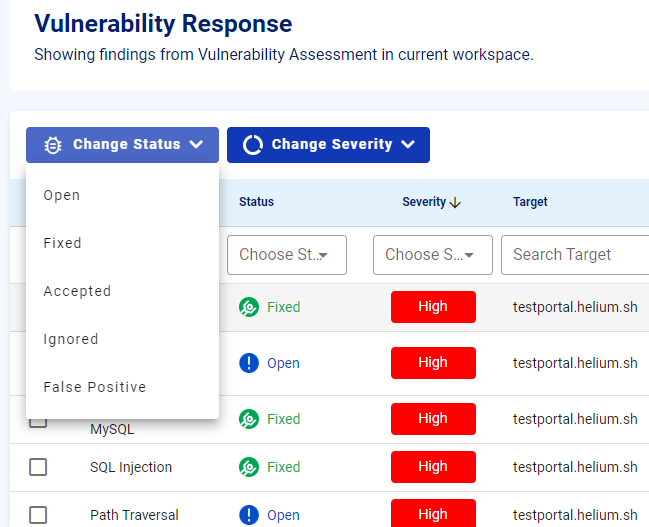 Vulnerability Response
Showing findings from Vulnerability Assessment in current workspace.
Change Status
Change Severity
Open
Fixed
Accepted
Ignored
False Positive
Status
Severity
Target
Choose St...
Choose S...
Search Target
Fixed
High
testportal.helium.sh
Open
High
testportal.helium.sh
MySQL
Fixed
High
testportal.helium.sh
SQL Injection
Fixed
High
testportal.helium.sh
Path Traversal
Open
High
testportal.helium.sh